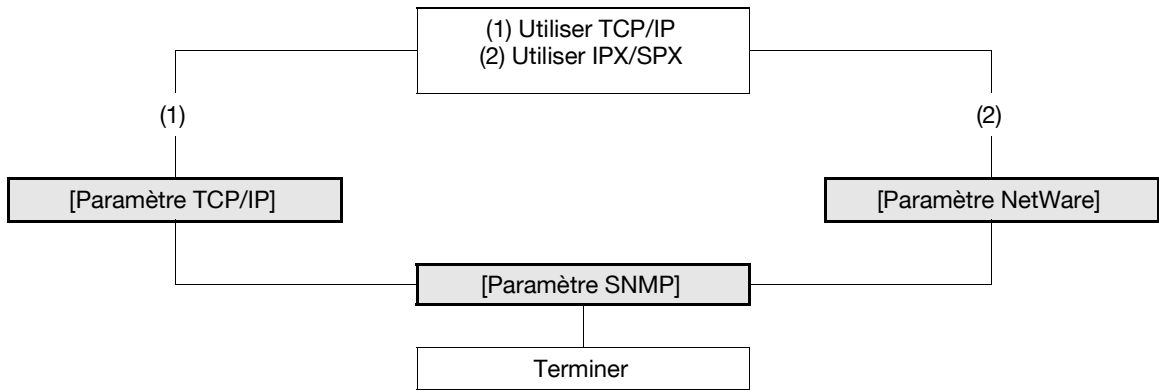 (1) Utiliser TCP/IP
(2) Utiliser IPX/SPX
(1)
(2)
[Paramètre TCP/IP]
[Paramètre NetWare]
[Paramètre SNMP]
Terminer